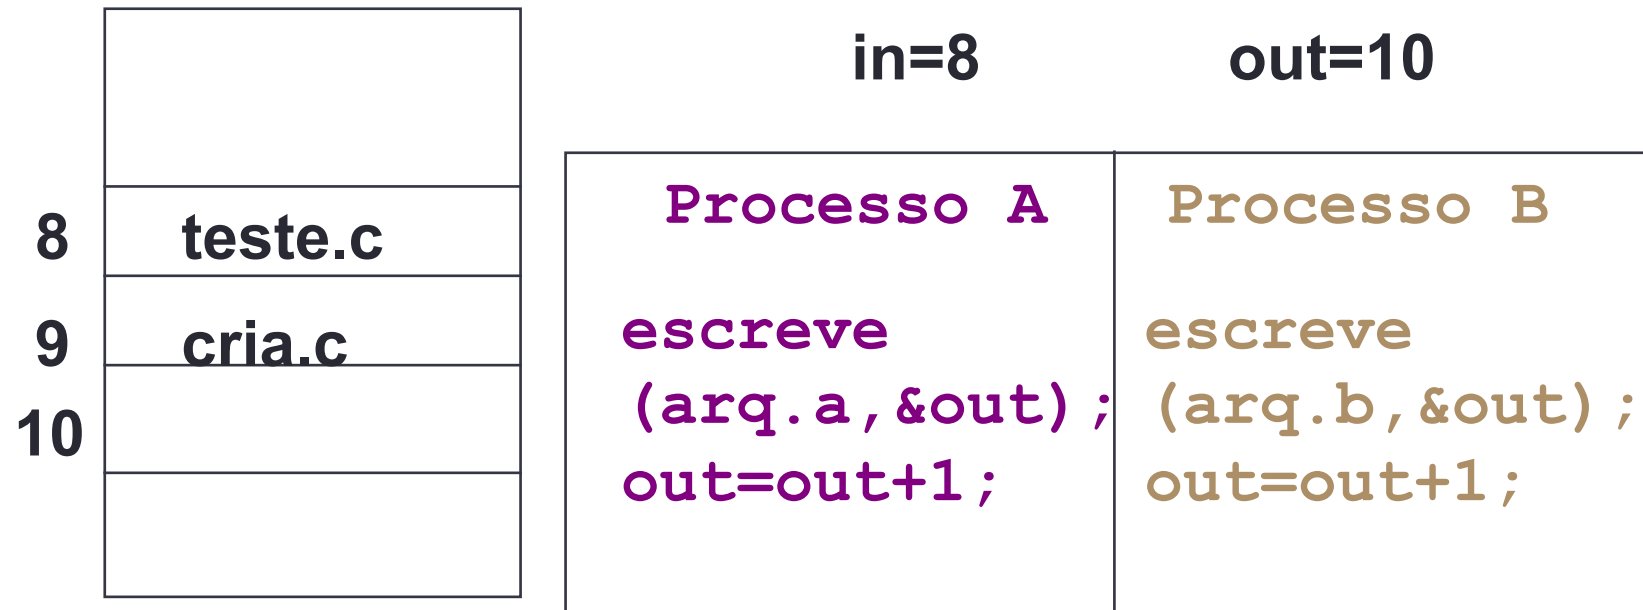 in=8 out=10
8 teste.c
9 cria.c
10
Processo A
escreve
(arq.a,&out);
out=out+1;
Processo B
escreve
(arq.b,&out);
out=out+1;